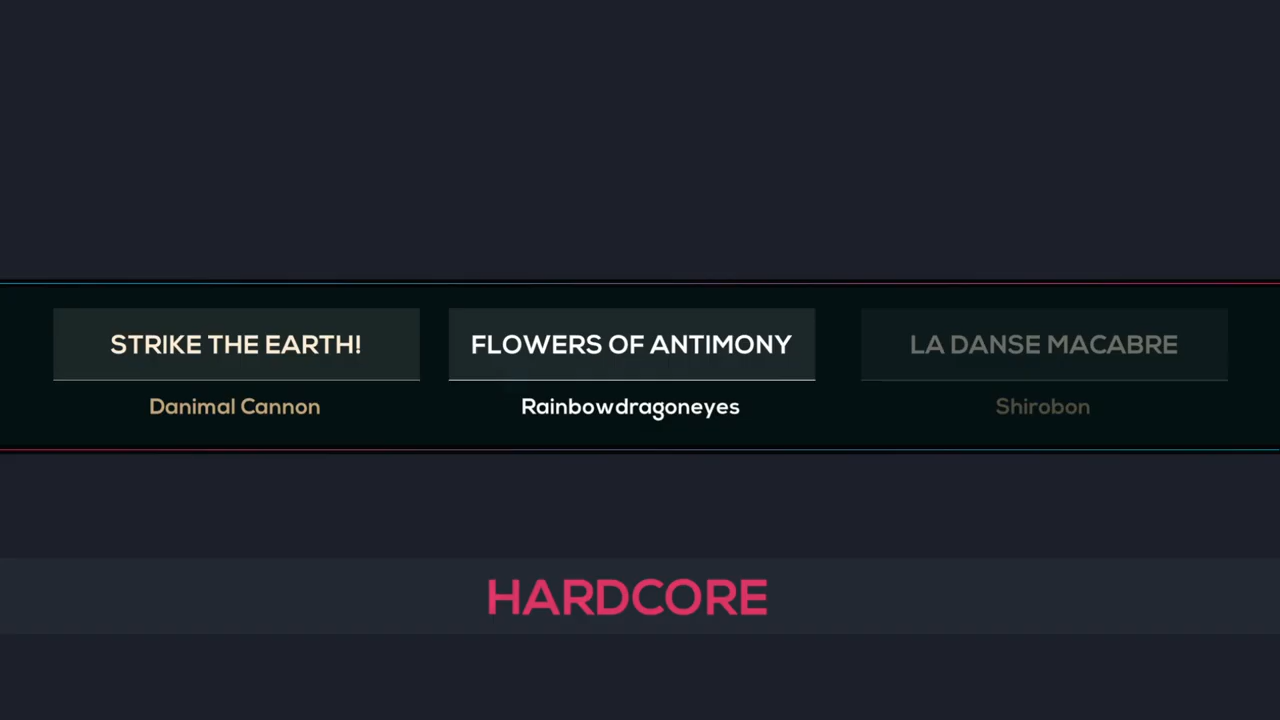 STRIKE THE EARTH!
Danimal Cannon
FLOWERS OF ANTIMONY
Rainbowdragoneyes
LA DANSE MACABRE
Shirobon
HARDCORE